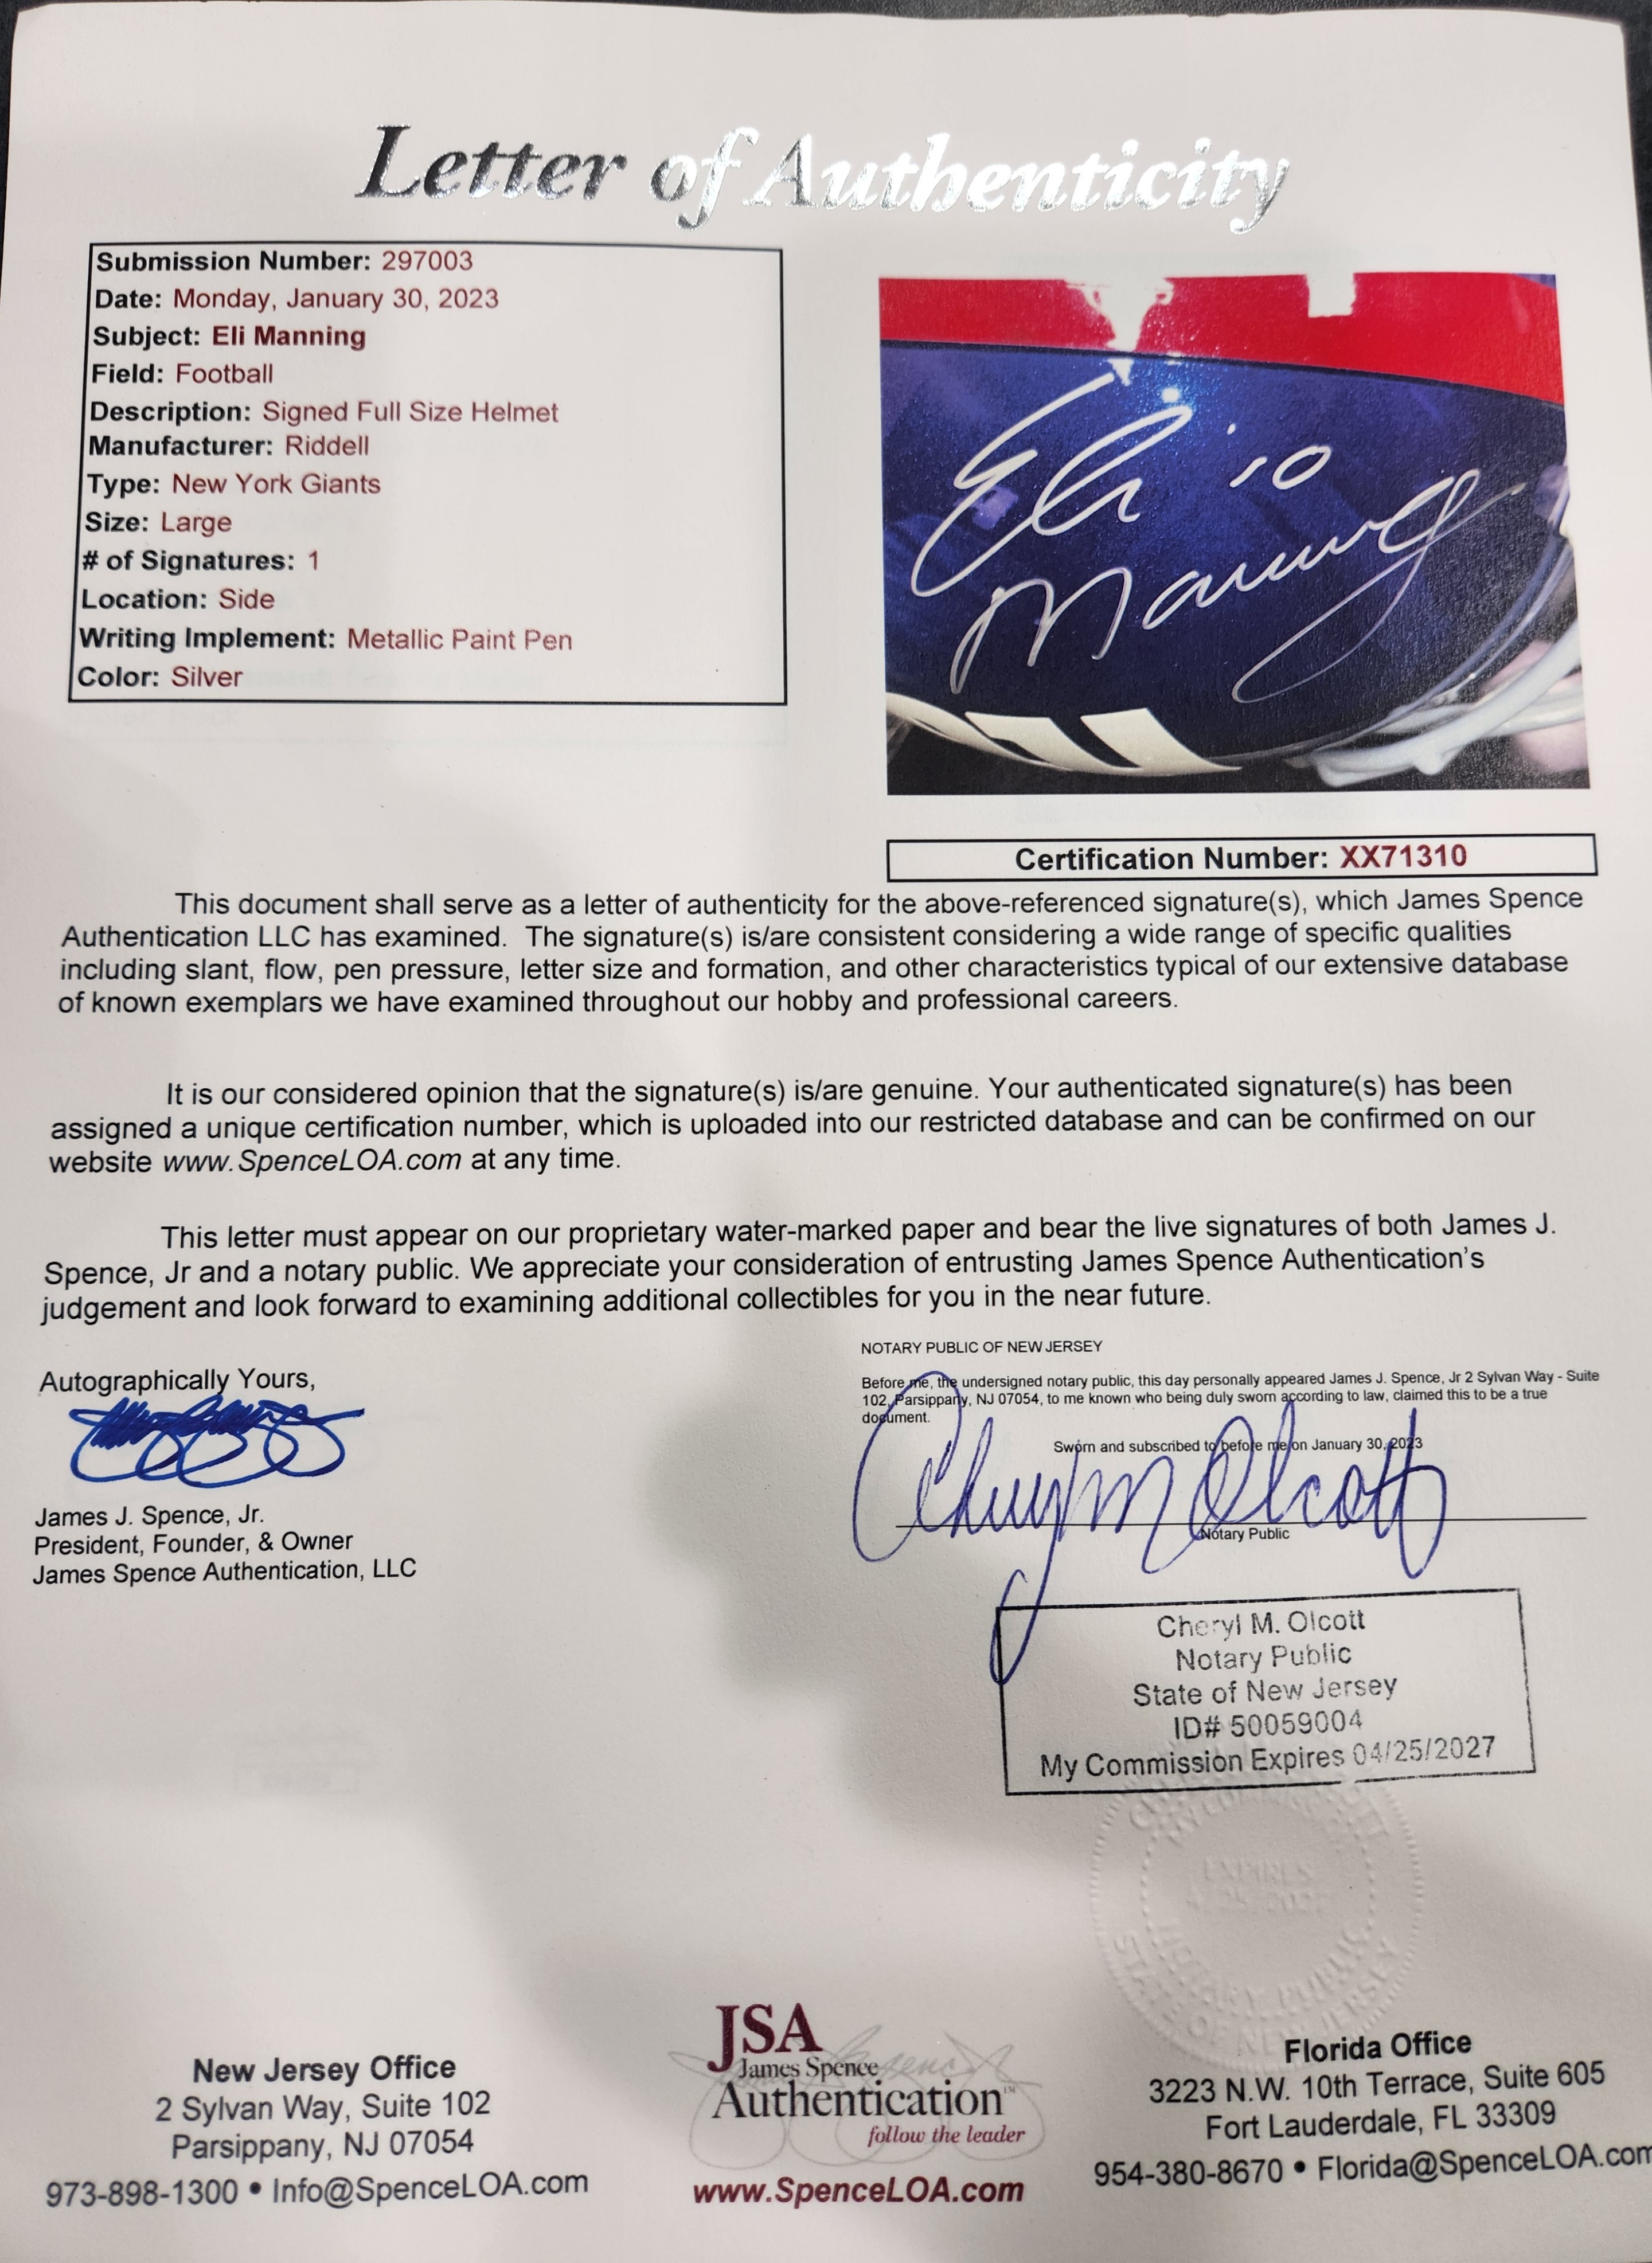 Letter of Authenticity
Submission Number: 297003
Date: Monday, January 30, 2023
Subject: Eli Manning
Field: Football
Description: Signed Full Size Helmet
Manufacturer: Riddell
Type: New York Giants
Size: Large
# of Signatures: 1
Location: Side
Writing Implement: Metallic Paint Pen
Color: Silver
Eli 10
Manning
Certification Number: XX71310
This document shall serve as a letter of authenticity for the above-referenced signature(s), which James Spence
Authentication LLC has examined. The signature(s) is/are consistent considering a wide range of specific qualities
including slant, flow, pen pressure, letter size and formation, and other characteristics typical of our extensive database
of known exemplars we have examined throughout our hobby and professional careers.
It is our considered opinion that the signature(s) is/are genuine. Your authenticated signature(s) has been
assigned a unique certification number, which is uploaded into our restricted database and can be confirmed on our
website www.SpenceLOA.com at any time.
This letter must appear on our proprietary water-marked paper and bear the live signatures of both James J.
Spence, Jr and a notary public. We appreciate your consideration of entrusting James Spence Authentication's
judgement and look forward to examining additional collectibles for you in the near future.
Autographically Yours,
James J. Spence, Jr.
President, Founder, & Owner
James Spence Authentication, LLC
NOTARY PUBLIC OF NEW JERSEY
Before me, the undersigned notary public, this day personally appeared James J. Spence, Jr 2 Sylvan Way - Suite
102, Parsippany, NJ 07054, to me known who being duly sworn according to law, claimed this to be a true
document.
Sworn and subscribed to before me on January 30, 2023
Cheryl M Olcott
Notary Public
Cheryl M. Olcott
Notary Public
State of New Jersey
ID# 50059004
My Commission Expires 04/25/2027
EXPIRES
NOTARY PUBLIC
STATE OF NEW JERSEY
New Jersey Office
2 Sylvan Way, Suite 102
Parsippany, NJ 07054
973-898-1300 • Info@SpenceLOA.com
JSA
James Spence
Authentication™
follow the leader
www.SpenceLOA.com
Florida Office
3223 N.W. 10th Terrace, Suite 605
Fort Lauderdale, FL 33309
954-380-8670 • Florida@SpenceLOA.com